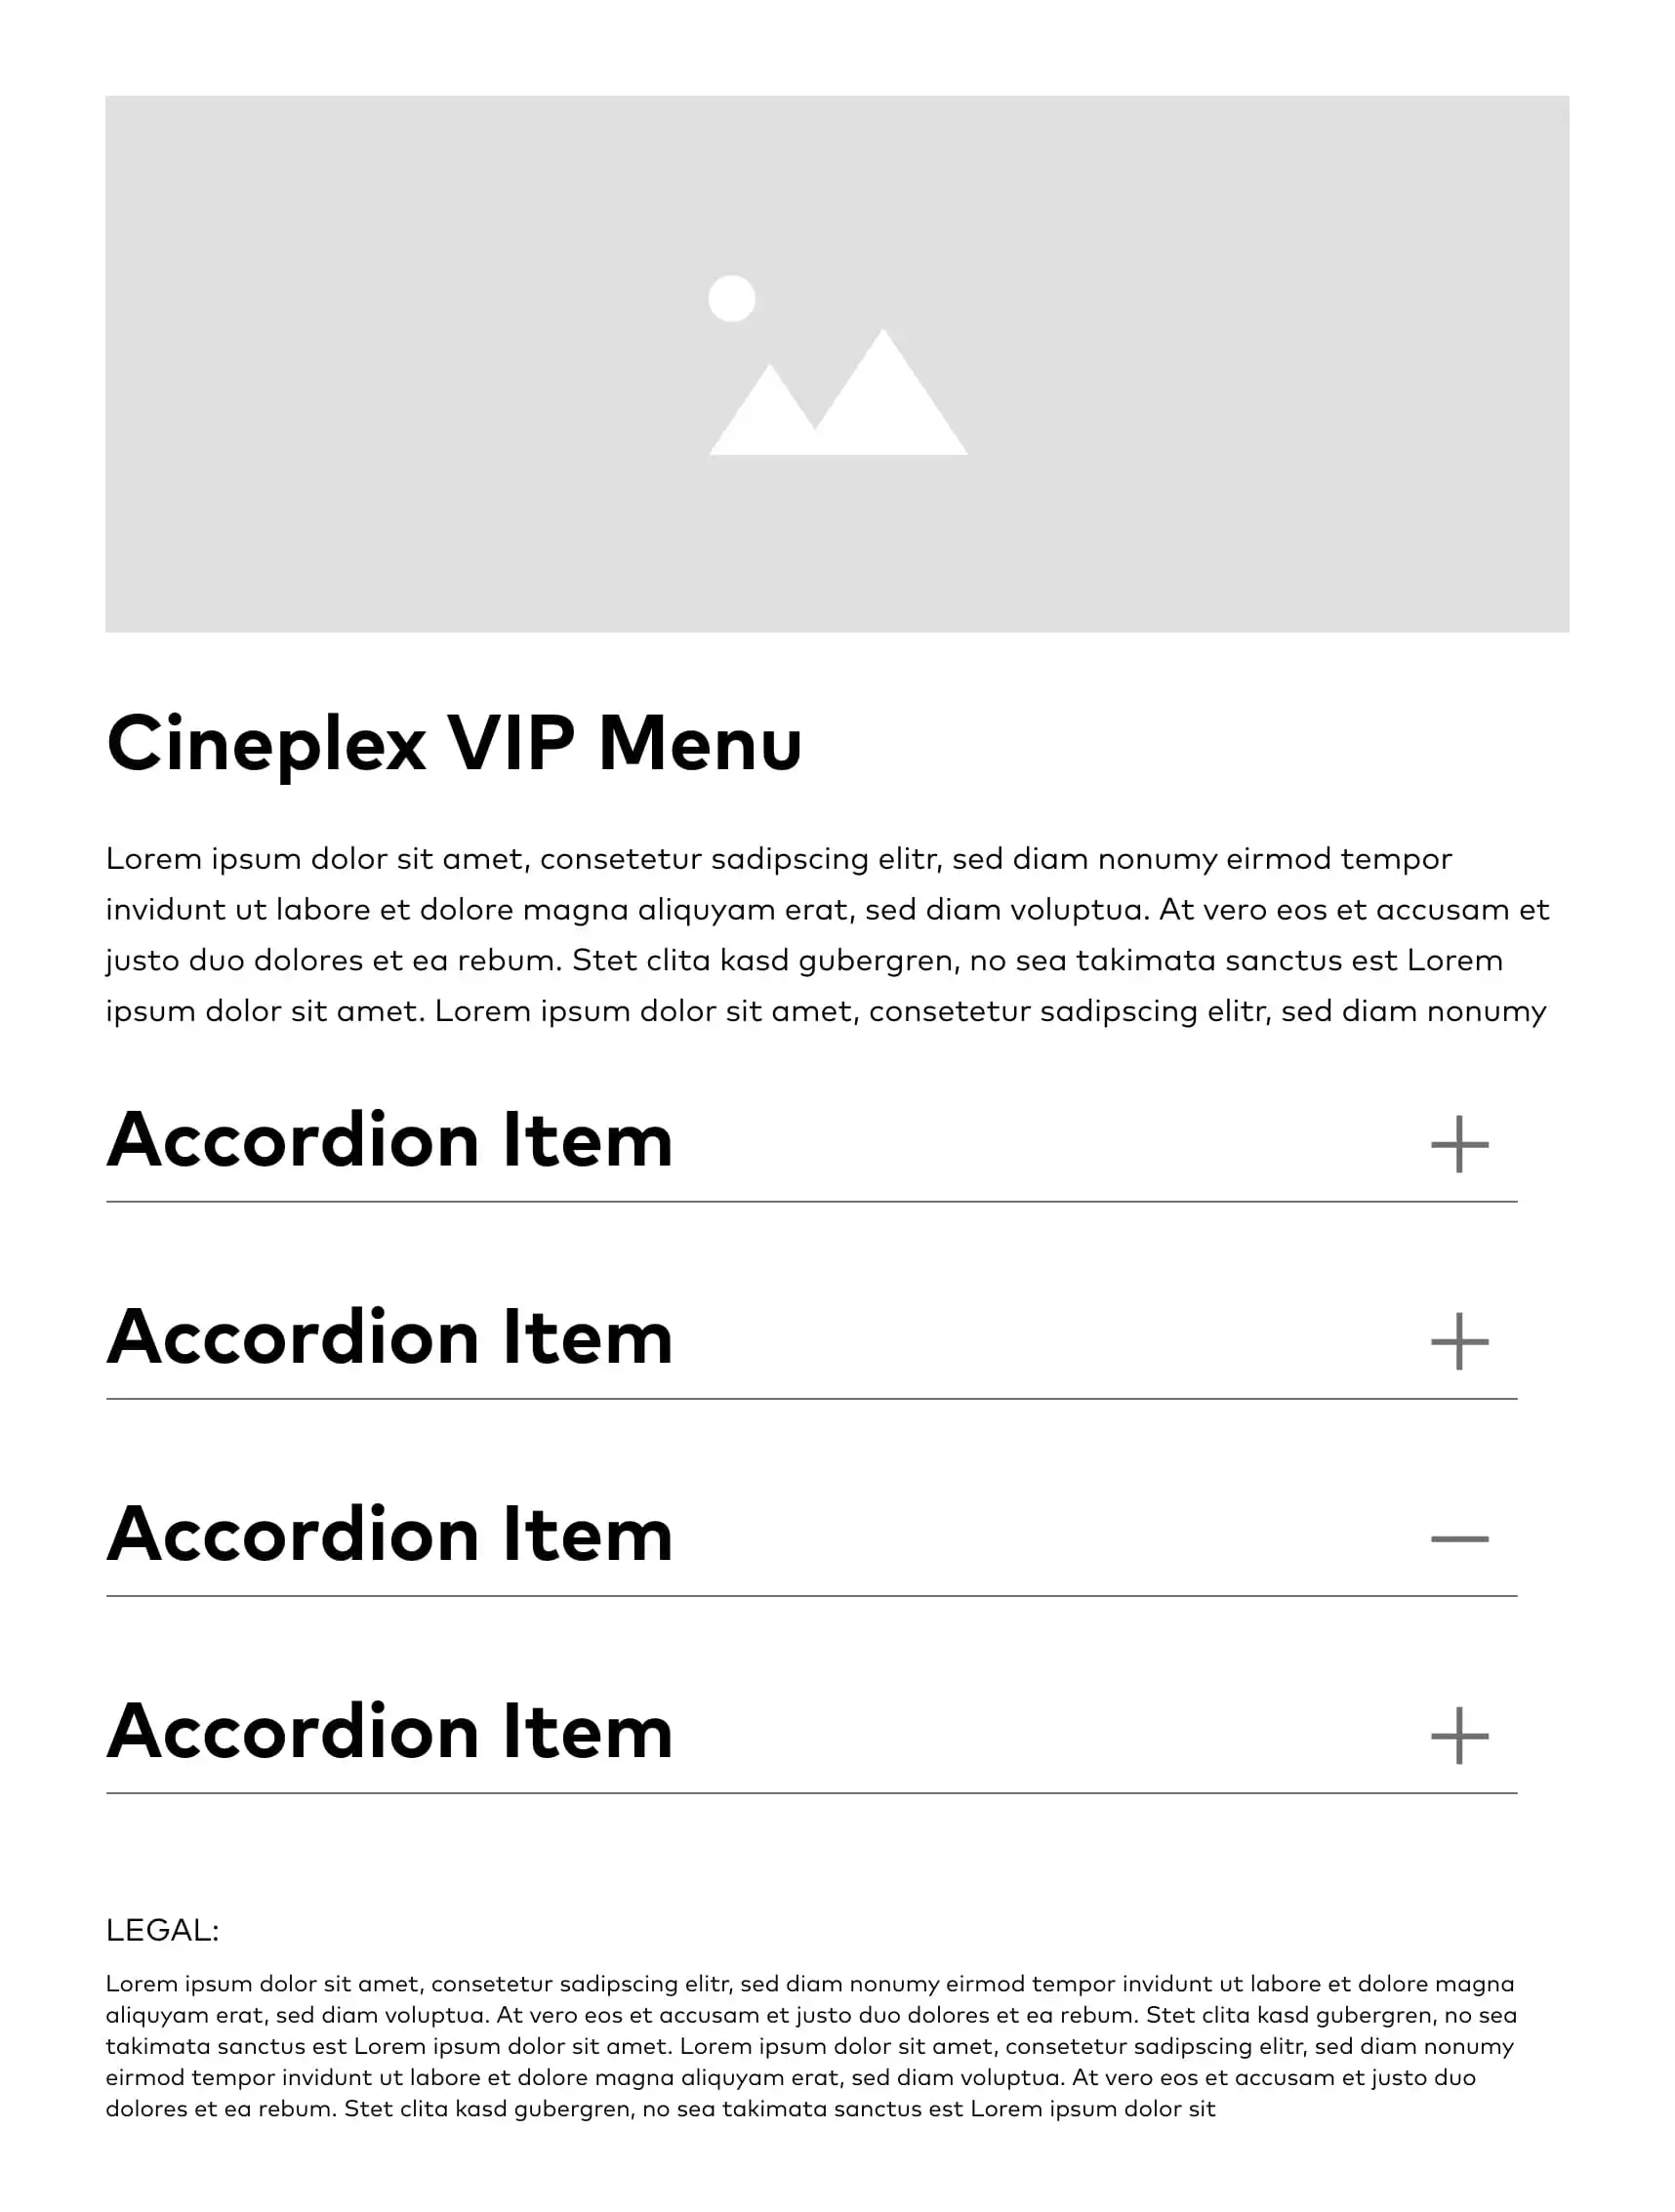 Cineplex VIP Menu
Lorem ipsum dolor sit amet, consetetur sadipscing elitr, sed diam nonumy eirmod tempor
invidunt ut labore et dolore magna aliquyam erat, sed diam voluptua. At vero eos et accusam et
justo duo dolores et ea rebum. Stet clita kasd gubergren, no sea takimata sanctus est Lorem
ipsum dolor sit amet. Lorem ipsum dolor sit amet, consetetur sadipscing elitr, sed diam nonumy
Accordion Item
Accordion Item
Accordion Item
Accordion Item
LEGAL:
Lorem ipsum dolor sit amet, consetetur sadipscing elitr, sed diam nonumy eirmod tempor invidunt ut labore et dolore magna
aliquyam erat, sed diam voluptua. At vero eos et accusam et justo duo dolores et ea rebum. Stet clita kasd gubergren, no sea
takimata sanctus est Lorem ipsum dolor sit amet. Lorem ipsum dolor sit amet, consetetur sadipscing elitr, sed diam nonumy
eirmod tempor invidunt ut labore et dolore magna aliquyam erat, sed diam voluptua. At vero eos et accusam et justo duo
dolores et ea rebum. Stet clita kasd gubergren, no sea takimata sanctus est Lorem ipsum dolor sit